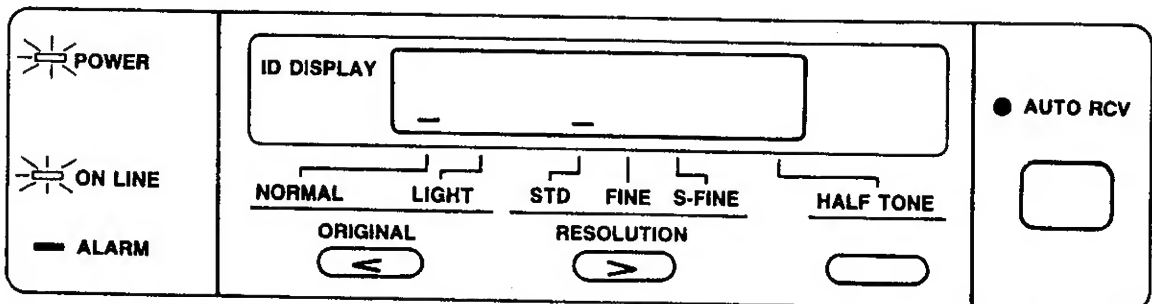 POWER
ID DISPLAY
AUTO RCV
ON LINE
NORMAL LIGHT STD FINE S-FINE HALF TONE
ALARM
ORIGINAL RESOLUTION
< >